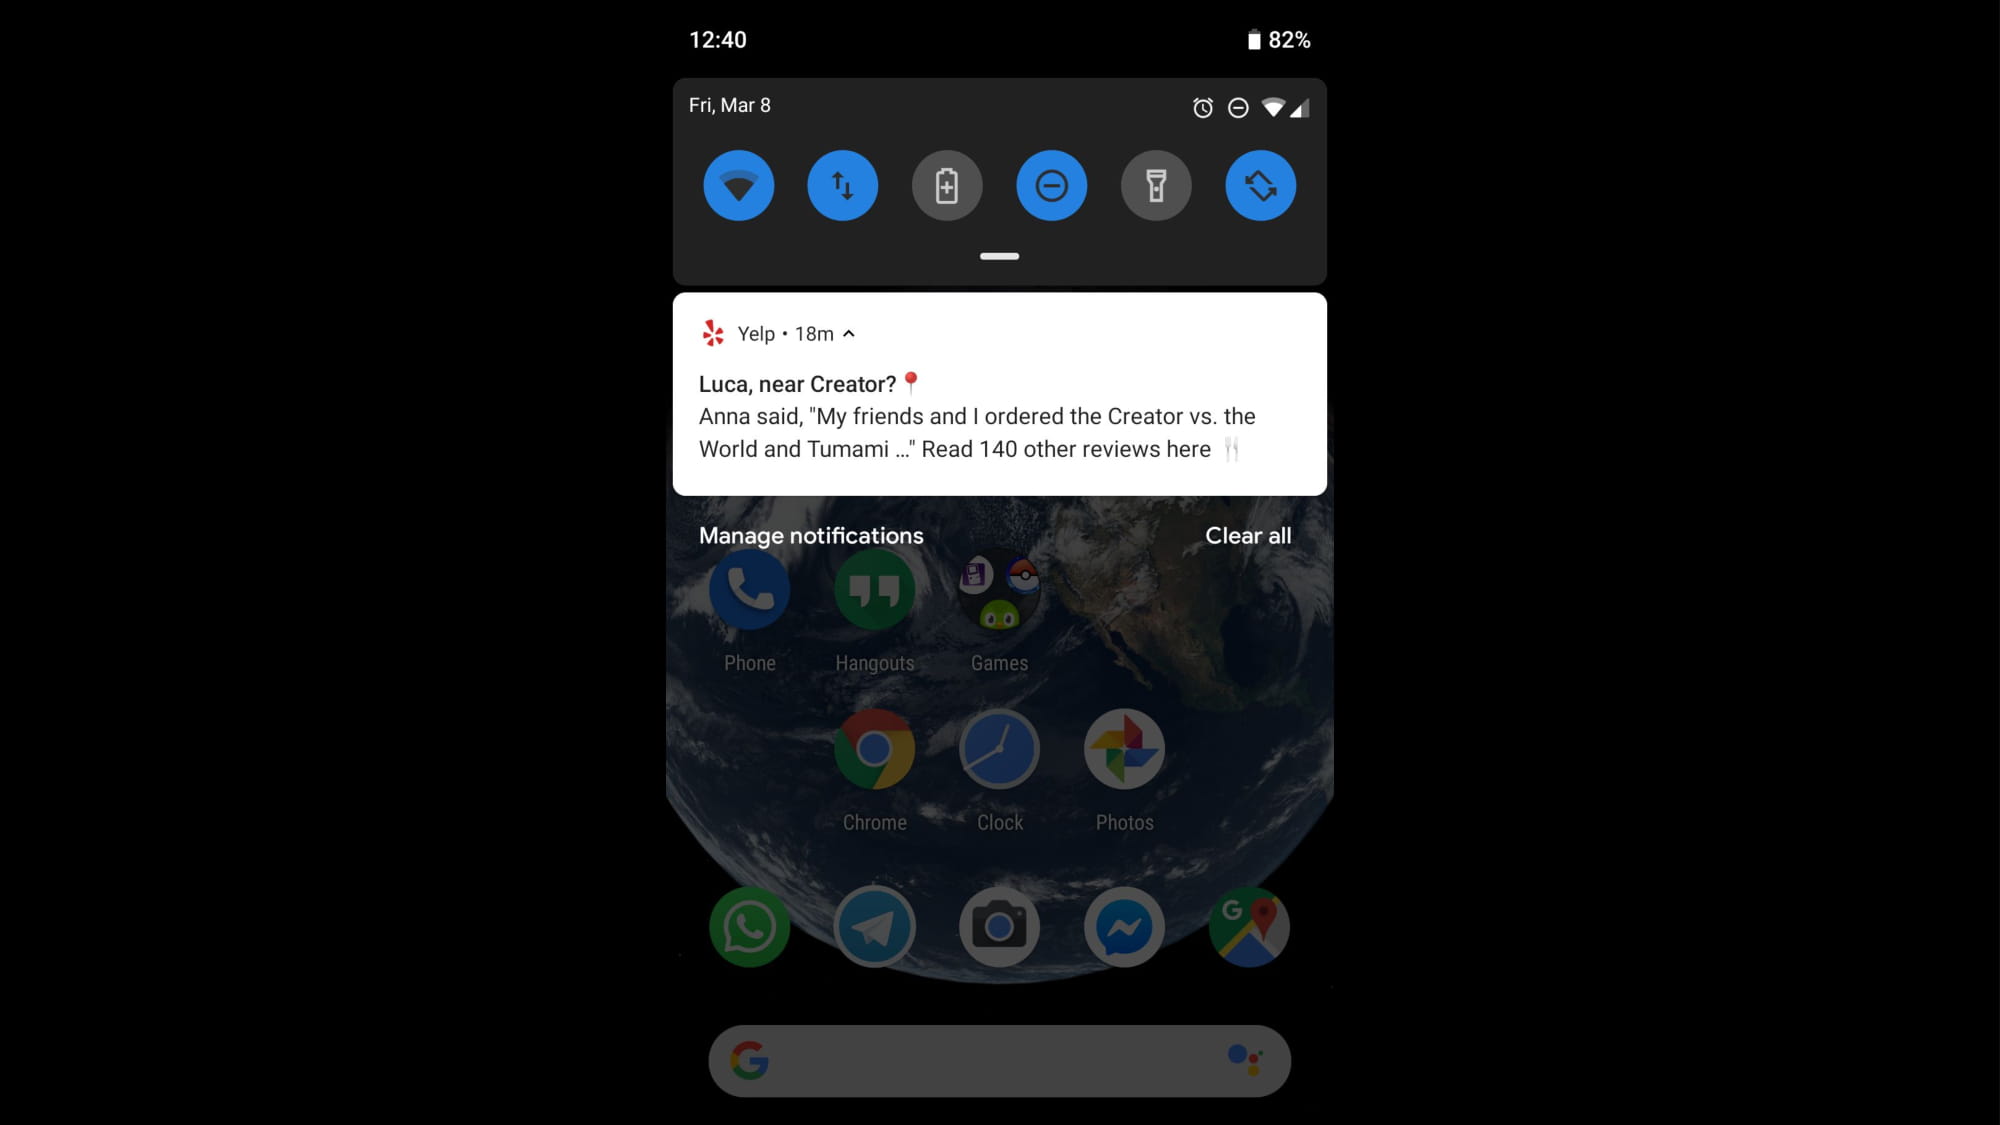 12:40
82%
Fri, Mar 8
Yelp • 18m
Luca, near Creator?📍
Anna said, "My friends and I ordered the Creator vs. the
World and Tumami ..." Read 140 other reviews here 🍴
Manage notifications
Clear all
Phone
Hangouts
Games
Chrome
Clock
Photos